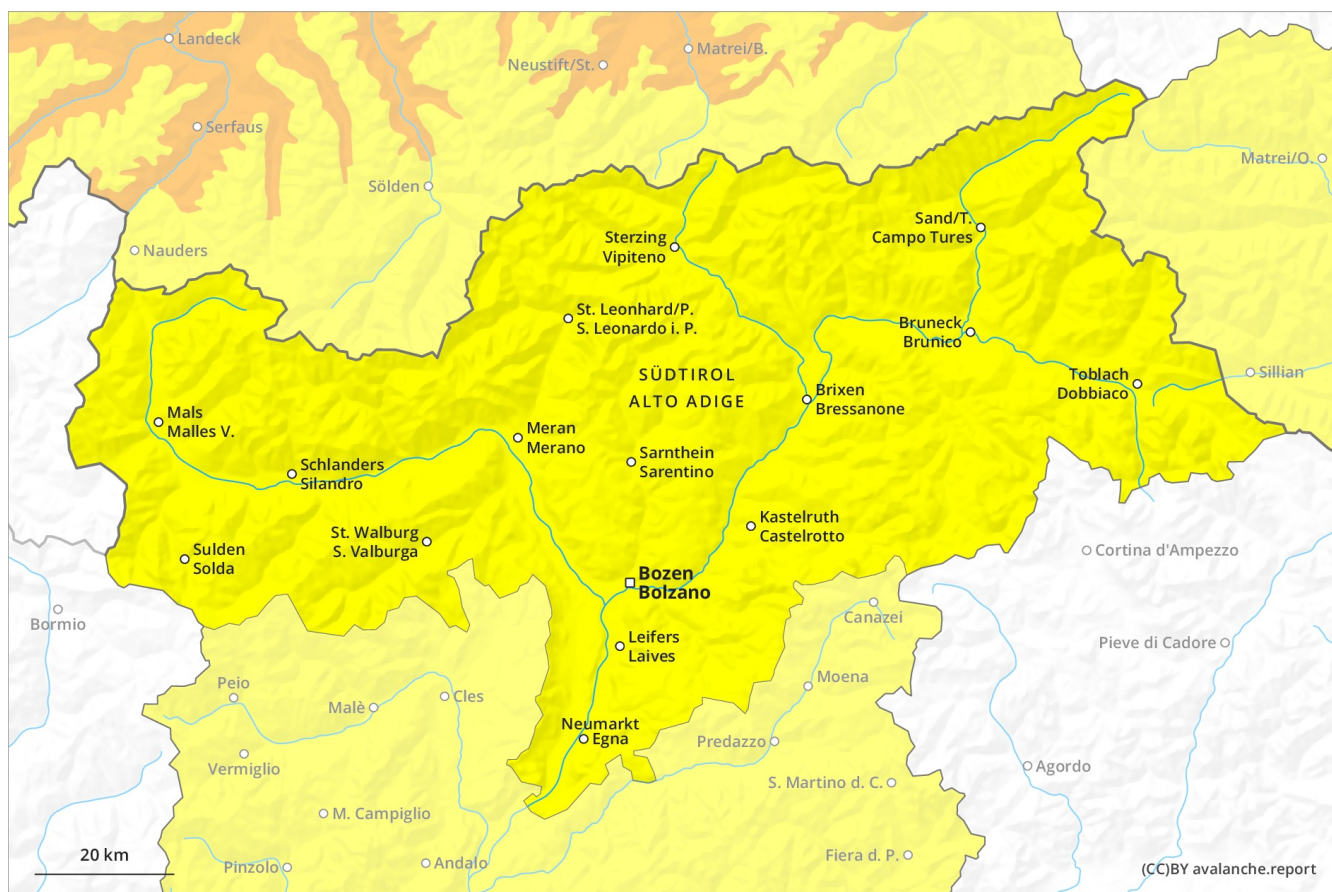 Landeck
Matrei/B.
Neustift/St.
Serfaus
Matrei/O.
Sölden
Sand/T.
Campo Tures
Sterzing
Vipiteno
Nauders
St. Leonhard/P.
S. Leonardo i. P.
Bruneck
Brunico
SÜDTIROL
ALTO ADIGE
Toblach
Dobbiaco
Sillian
Brixen
Bressanone
Mals
Malles V.
Meran
Merano
Sarnthein
Sarentino
Schlanders
Silandro
Kastelruth
Castelrotto
St. Walburg
S. Valburga
Sulden
Solda
Cortina d'Ampezzo
Bozen
Bolzano
Bormio
Canazei
Leifers
Laives
Pieve di Cadore
Peio
Moena
Cles
Malè
Neumarkt
Egna
Predazzo
Vermiglio
Agordo
S. Martino d. C.
M. Campiglio
20 km
Andalo
Fiera d. P.
Pinzolo
(CC)BY avalanche.report